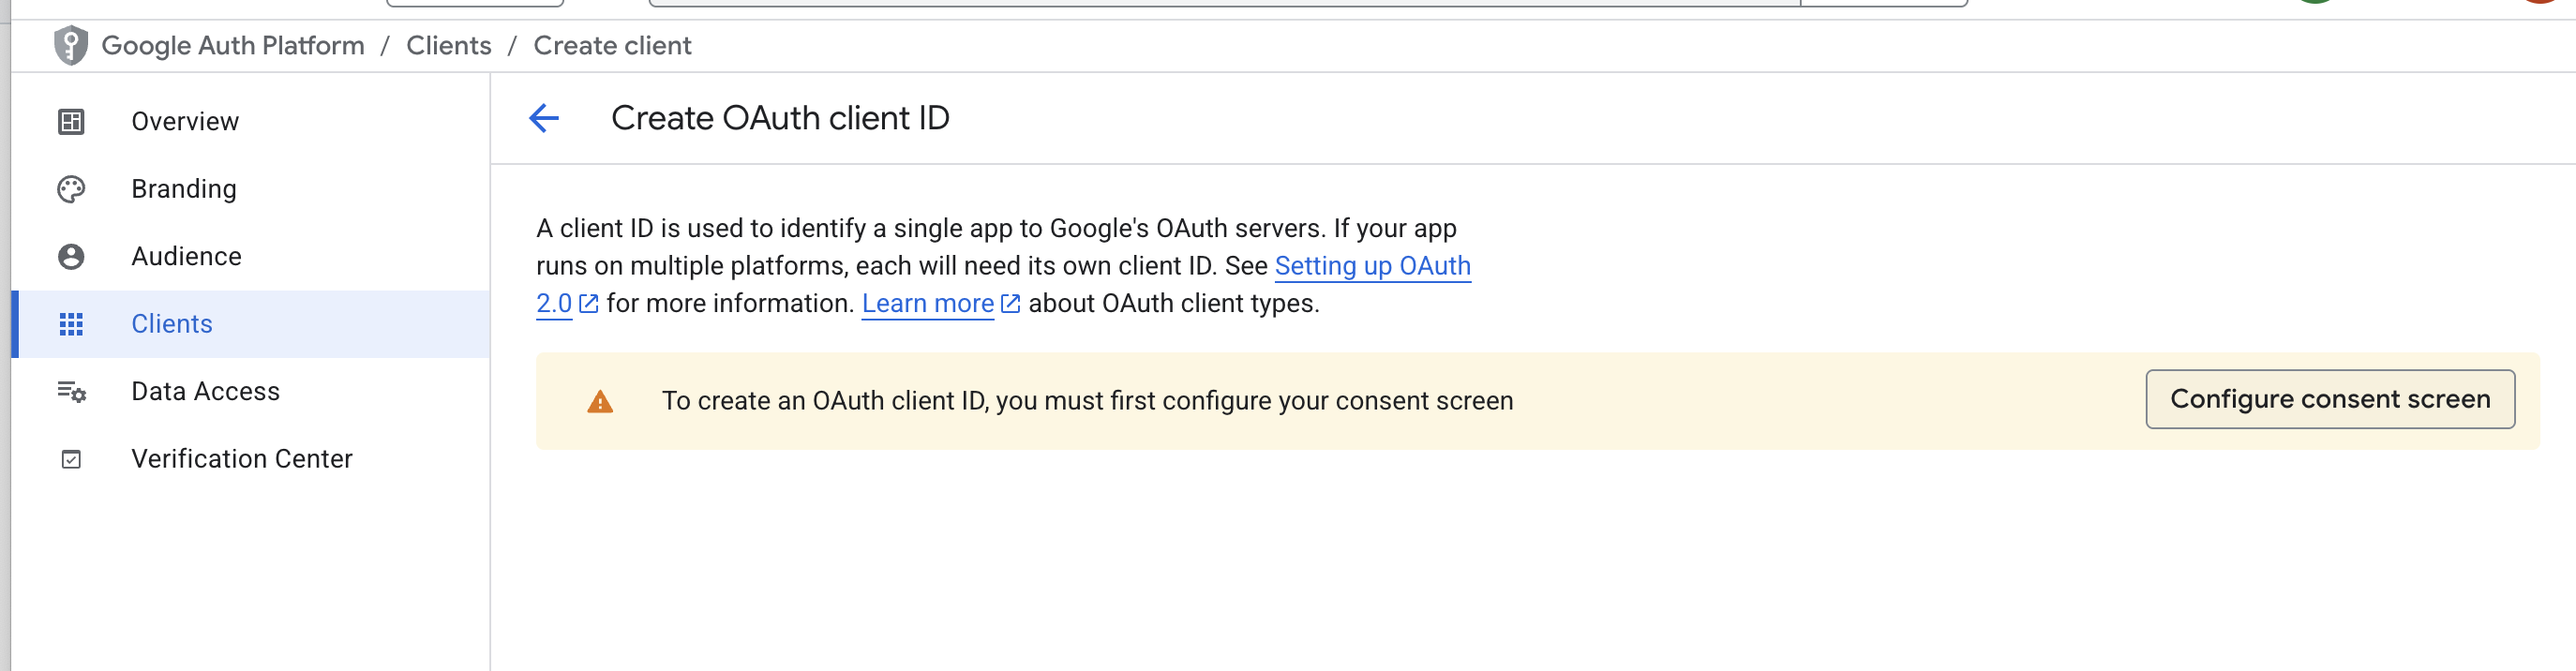 Google Auth Platform / Clients / Create client
Overview
Branding
Audience
Clients
Data Access
Verification Center
Create OAuth client ID
A client ID is used to identify a single app to Google's OAuth servers. If your app
runs on multiple platforms, each will need its own client ID. See Setting up OAuth
2.0 for more information. Learn more about OAuth client types.
To create an OAuth client ID, you must first configure your consent screen
Configure consent screen